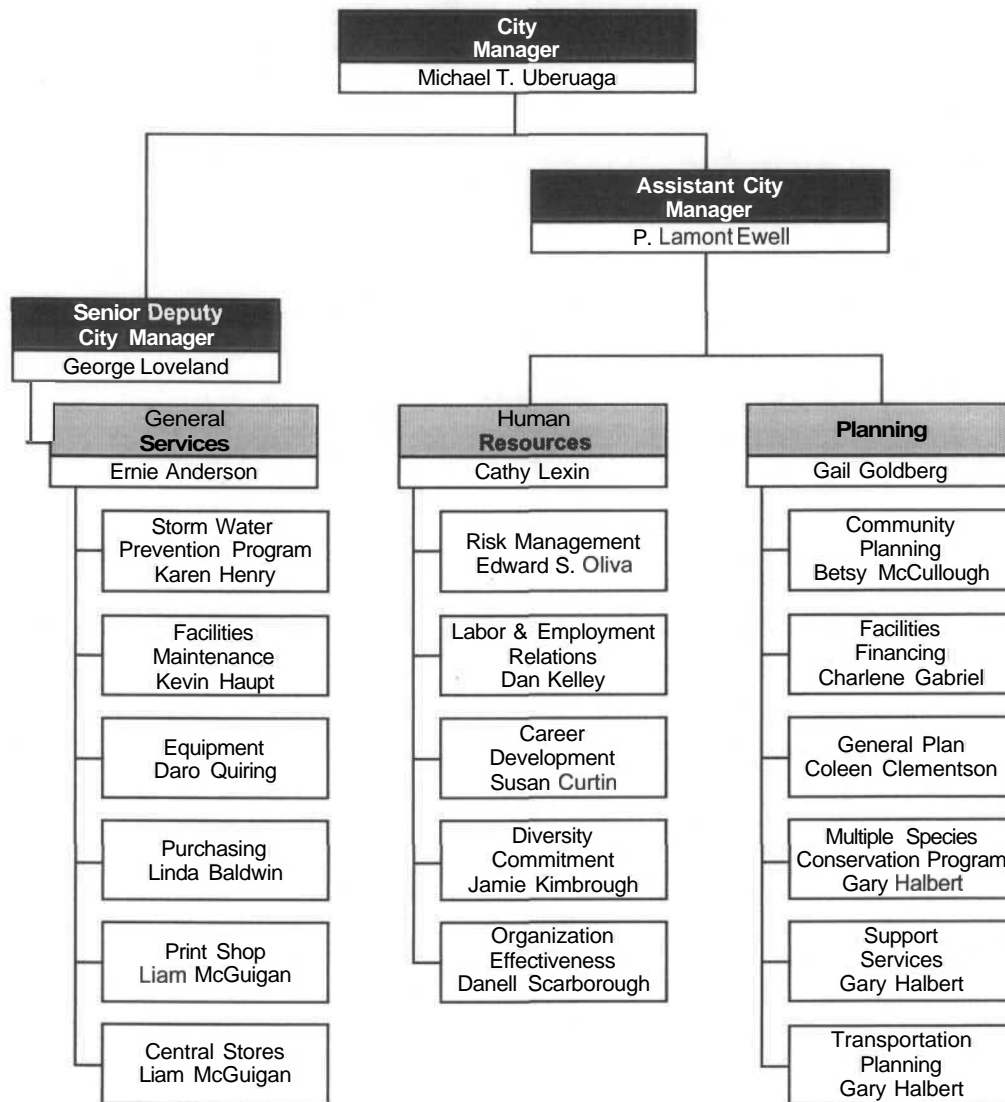 City
Manager
Michael T. Uberuaga
Assistant City
Manager
P. Lamont Ewell
Senior Deputy
City Manager
George Loveland
General
Services
Ernie Anderson
Storm Water
Prevention Program
Karen Henry
Facilities
Maintenance
Kevin Haupt
Equipment
Daro Quiring
Purchasing
Linda Baldwin
Print Shop
Liam McGuigan
Central Stores
Liam McGuigan
Human
Resources
Cathy Lexin
Risk Management
Edward S. Oliva
Labor & Employment
Relations
Dan Kelley
Career
Development
Susan Curtin
Diversity
Commitment
Jamie Kimbrough
Organization
Effectiveness
Danell Scarborough
Planning
Gail Goldberg
Community
Planning
Betsy McCullough
Facilities
Financing
Charlene Gabriel
General Plan
Coleen Clementson
Multiple Species
Conservation Program
Gary Halbert
Support
Services
Gary Halbert
Transportation
Planning
Gary Halbert